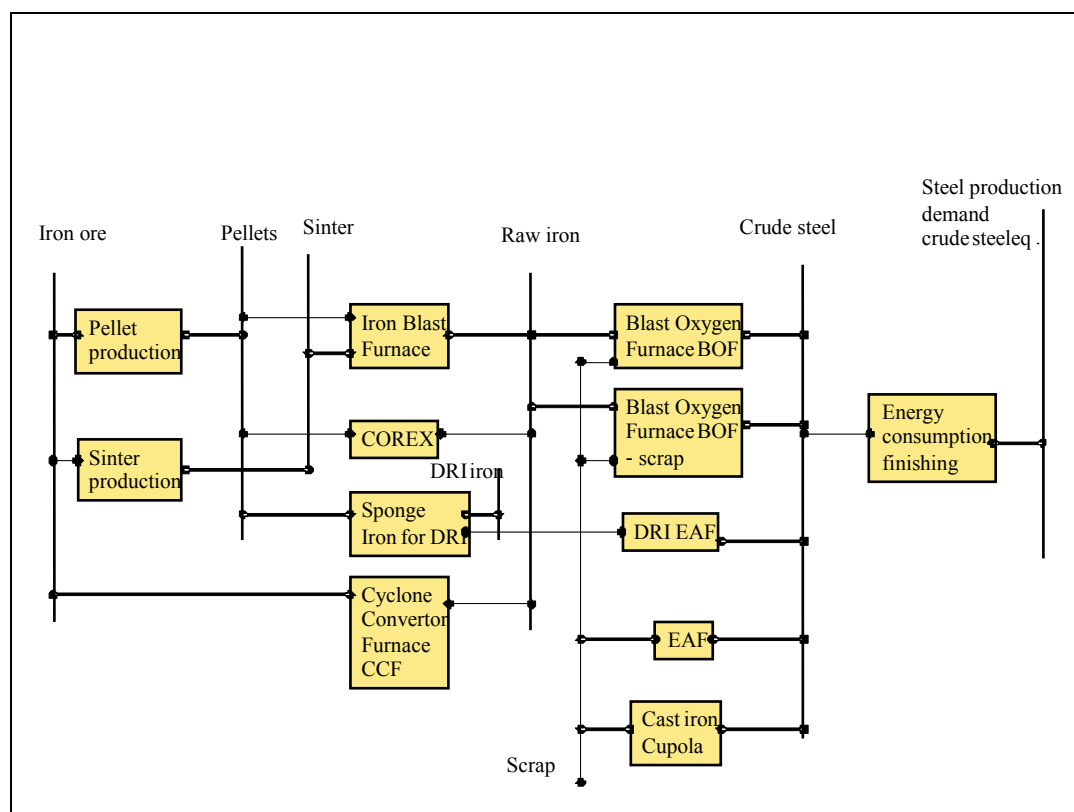 Steel production
demand
crude steeleq .
Iron ore
Pellets
Sinter
Raw iron
Crude steel
Pellet
production
Iron Blast
Furnace
Blast Oxygen
Furnace BOF
COREX
Blast Oxygen
Furnace BOF
- scrap
Energy
consumption
finishing
Sinter
production
DRI iron
Sponge
Iron for DRI
DRI EAF
Cyclone
Convertor
Furnace
CCF
EAF
Cast iron
Cupola
Scrap